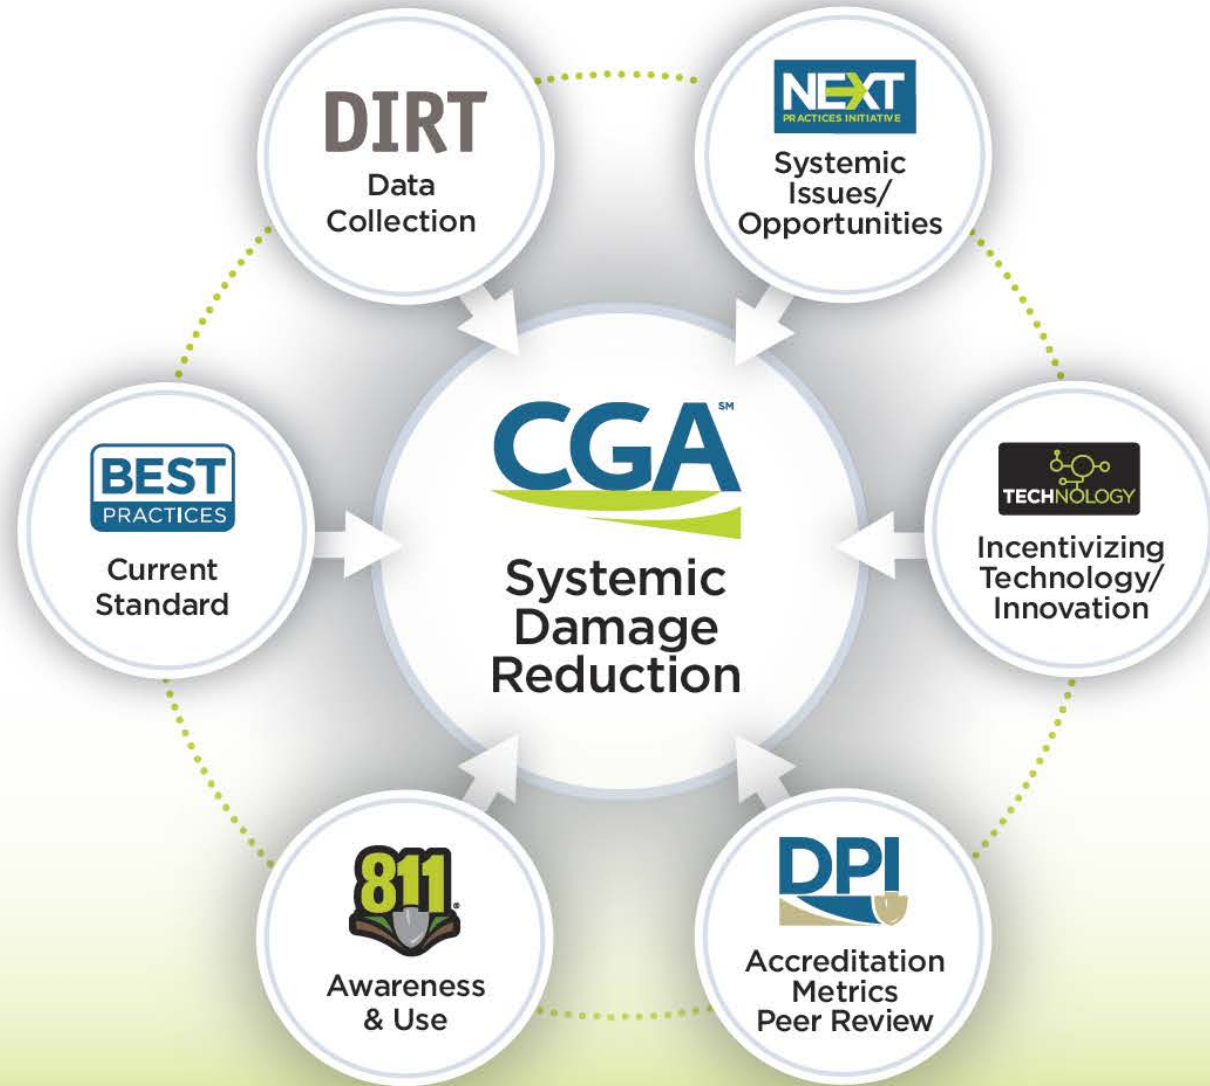 DIRT
Data
Collection
NEXT
PRACTICES INITIATIVE
Systemic
Issues/
Opportunities
BEST
PRACTICES
Current
Standard
CGA SM
Systemic
Damage
Reduction
TECHNOLOGY
Incentivizing
Technology/
Innovation
811®
Awareness
& Use
DPI
Accreditation
Metrics
Peer Review